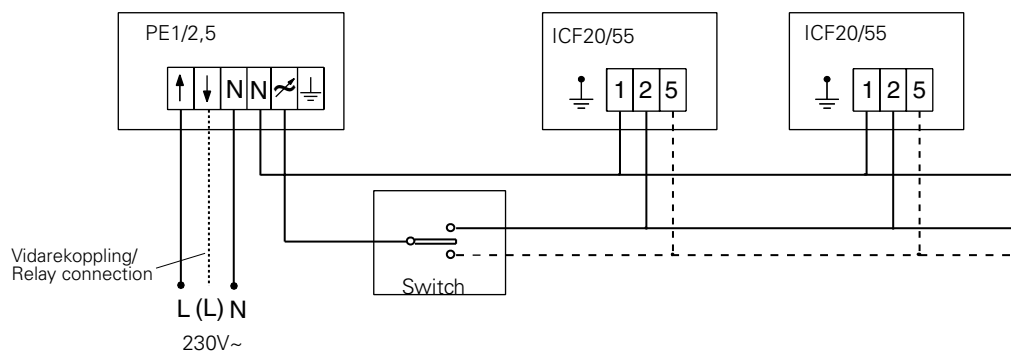 PE1/2,5
ICF20/55
ICF20/55
N N
1 2 5
1 2 5
Vidarekoppling/
Relay connection
Switch
L (L) N
230V~